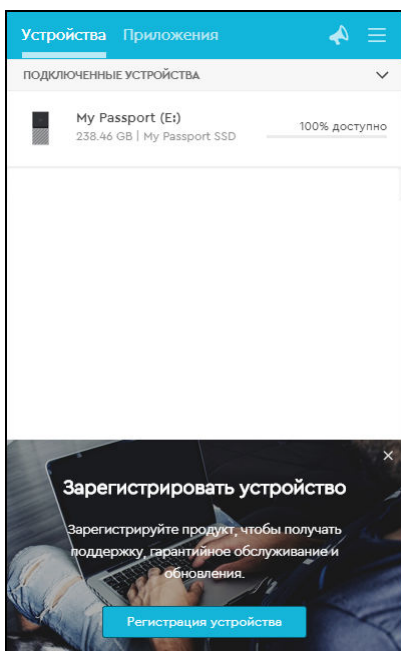 Устройства Приложения
ПОДКЛЮЧЕННЫЕ УСТРОЙСТВА
My Passport (E:)
238.46 GB | My Passport SSD
100% доступно
Зарегистрировать устройство
Зарегистрируйте продукт, чтобы получать
поддержку, гарантийное обслуживание и
обновления.
Регистрация устройства